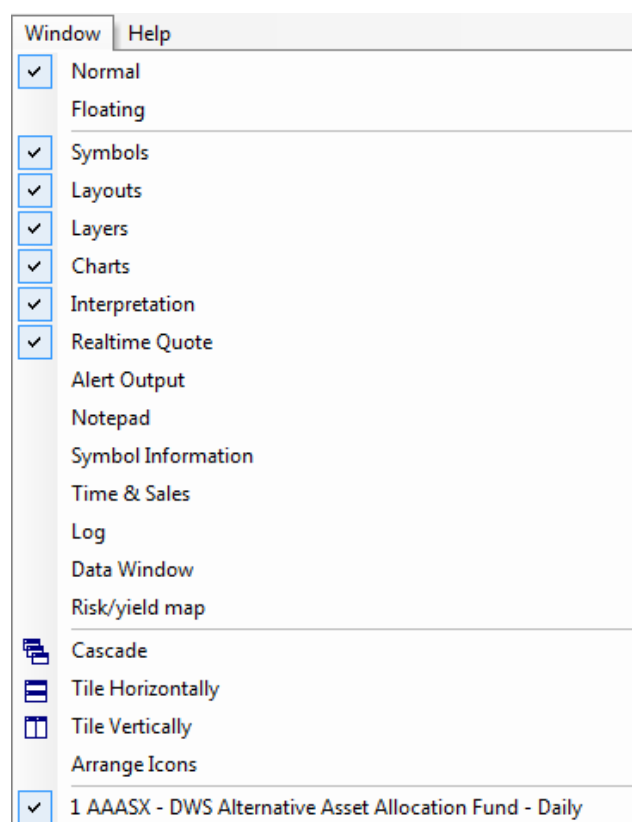 Window Help
Normal
Floating
Symbols
Layouts
Layers
Charts
Interpretation
Realtime Quote
Alert Output
Notepad
Symbol Information
Time & Sales
Log
Data Window
Risk/yield map
Cascade
Tile Horizontally
Tile Vertically
Arrange Icons
1 AAASX - DWS Alternative Asset Allocation Fund - Daily